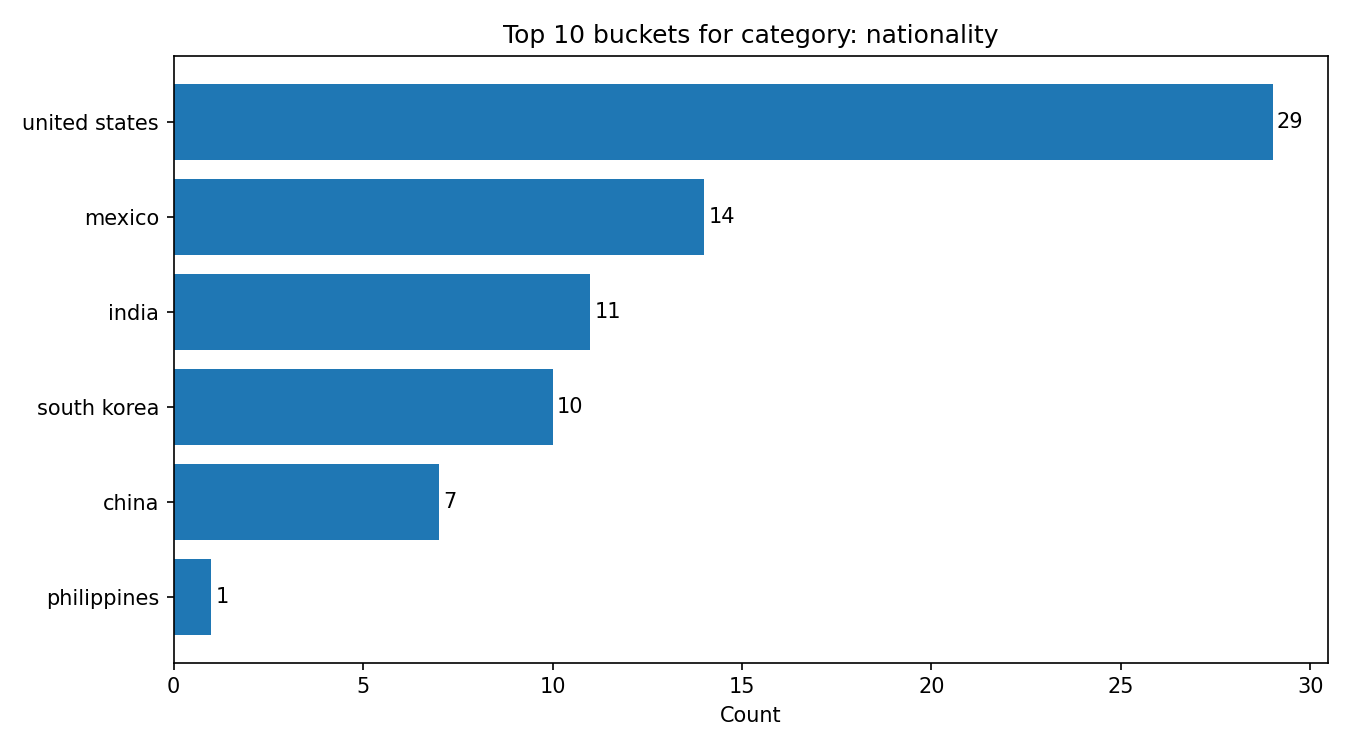 Top 10 buckets for category: nationality
united states 29
mexico 14
india 11
south korea 10
china 7
philippines 1
0 5 10 15 20 25 30
Count